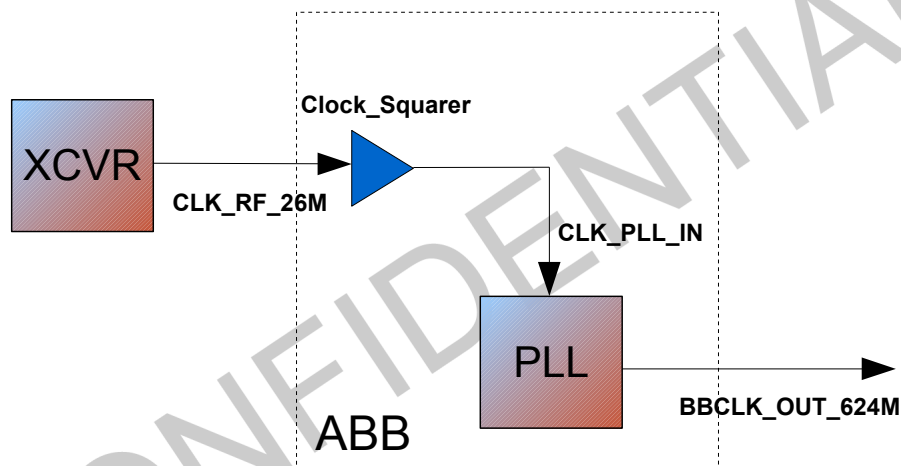 Clock_Squarer
XCVR
CLK_RF_26M
CLK_PLL_IN
PLL
BBCLK_OUT_624M
ABB
CONFIDENTIAL